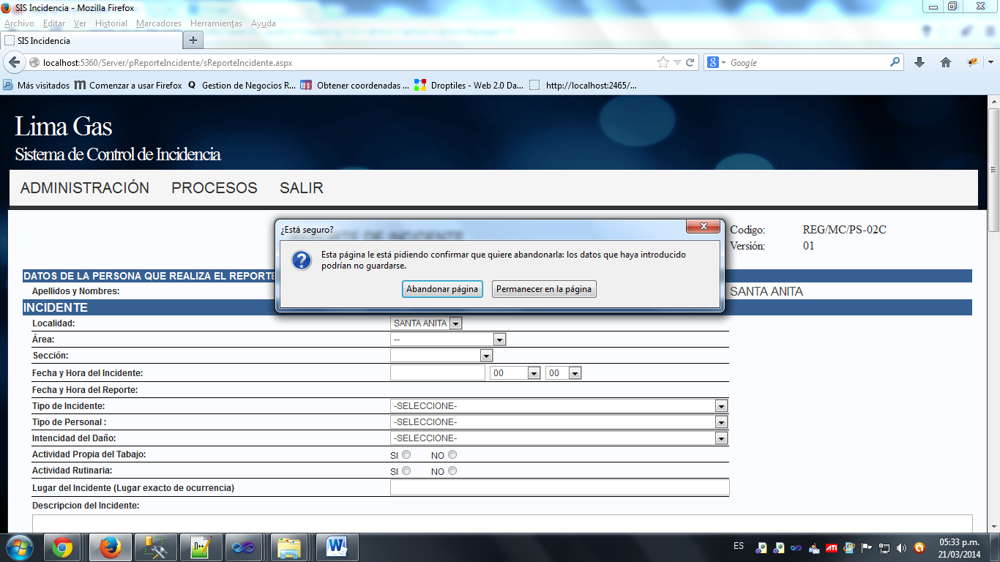 SIS Incidencia - Mozilla Firefox
Archivo Editar Ver Historial Marcadores Herramientas Ayuda
SIS Incidencia
localhost:5360/Server/pReporteIncidente/sReporteIncidente.aspx
Google
Más visitados Comenzar a usar Firefox Gestion de Negocios R... Obtener coordenadas ... Droptiles - Web 2.0 Da... http://localhost:2465/...
Lima Gas
Sistema de Control de Incidencia
ADMINISTRACIÓN PROCESOS SALIR
¿Está seguro?
Esta página le está pidiendo confirmar que quiere abandonarla: los datos que haya introducido
podrían no guardarse.
Abandonar página Permanecer en la página
Codigo: REG/MC/PS-02C
Versión: 01
DATOS DE LA PERSONA QUE REALIZA EL REPORTE
Apellidos y Nombres: SANTA ANITA
INCIDENTE
Localidad: SANTA ANITA
Área: --
Sección:
Fecha y Hora del Incidente: 00 00
Fecha y Hora del Reporte:
Tipo de Incidente: -SELECCIONE-
Tipo de Personal : -SELECCIONE-
Intencidad del Daño: -SELECCIONE-
Actividad Propia del Tabajo: SI NO
Actividad Rutinaria: SI NO
Lugar del Incidente (Lugar exacto de ocurrencia)
Descripcion del Incidente:
ES 05:33 p.m.
21/03/2014